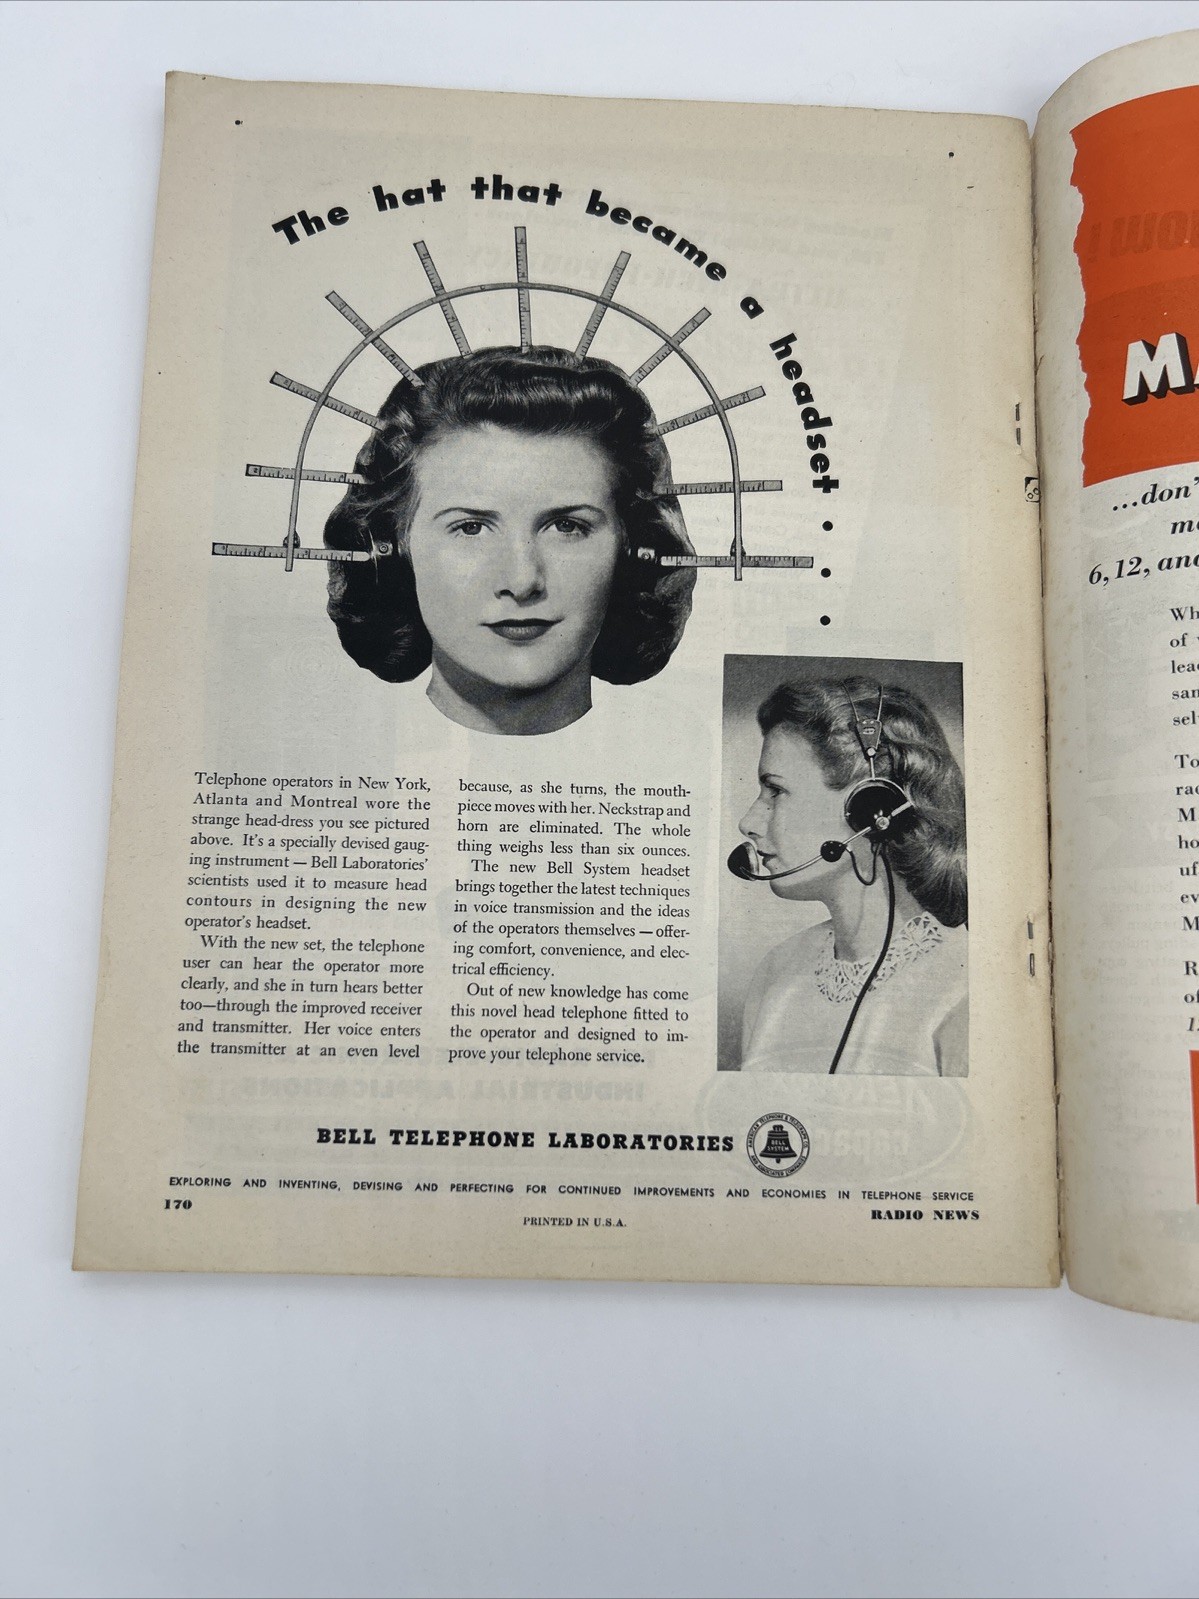 The hat that became a headset . . .
Telephone operators in New York,
Atlanta and Montreal wore the
strange head-dress you see pictured
above. It's a specially devised gaug-
ing instrument — Bell Laboratories'
scientists used it to measure head
contours in designing the new
operator's headset.
With the new set, the telephone
user can hear the operator more
clearly, and she in turn hears better
too—through the improved receiver
and transmitter. Her voice enters
the transmitter at an even level
because, as she turns, the mouth-
piece moves with her. Neckstrap and
horn are eliminated. The whole
thing weighs less than six ounces.
The new Bell System headset
brings together the latest techniques
in voice transmission and the ideas
of the operators themselves — offer-
ing comfort, convenience, and elec-
trical efficiency.
Out of new knowledge has come
this novel head telephone fitted to
the operator and designed to im-
prove your telephone service.
BELL TELEPHONE LABORATORIES
AMERICAN TELEPHONE & TELEGRAPH CO.
BELL
SYSTEM
AND ASSOCIATED COMPANIES
EXPLORING AND INVENTING, DEVISING AND PERFECTING FOR CONTINUED IMPROVEMENTS AND ECONOMIES IN TELEPHONE SERVICE
170
PRINTED IN U.S.A.
RADIO NEWS
...don'
6,12,
of
To